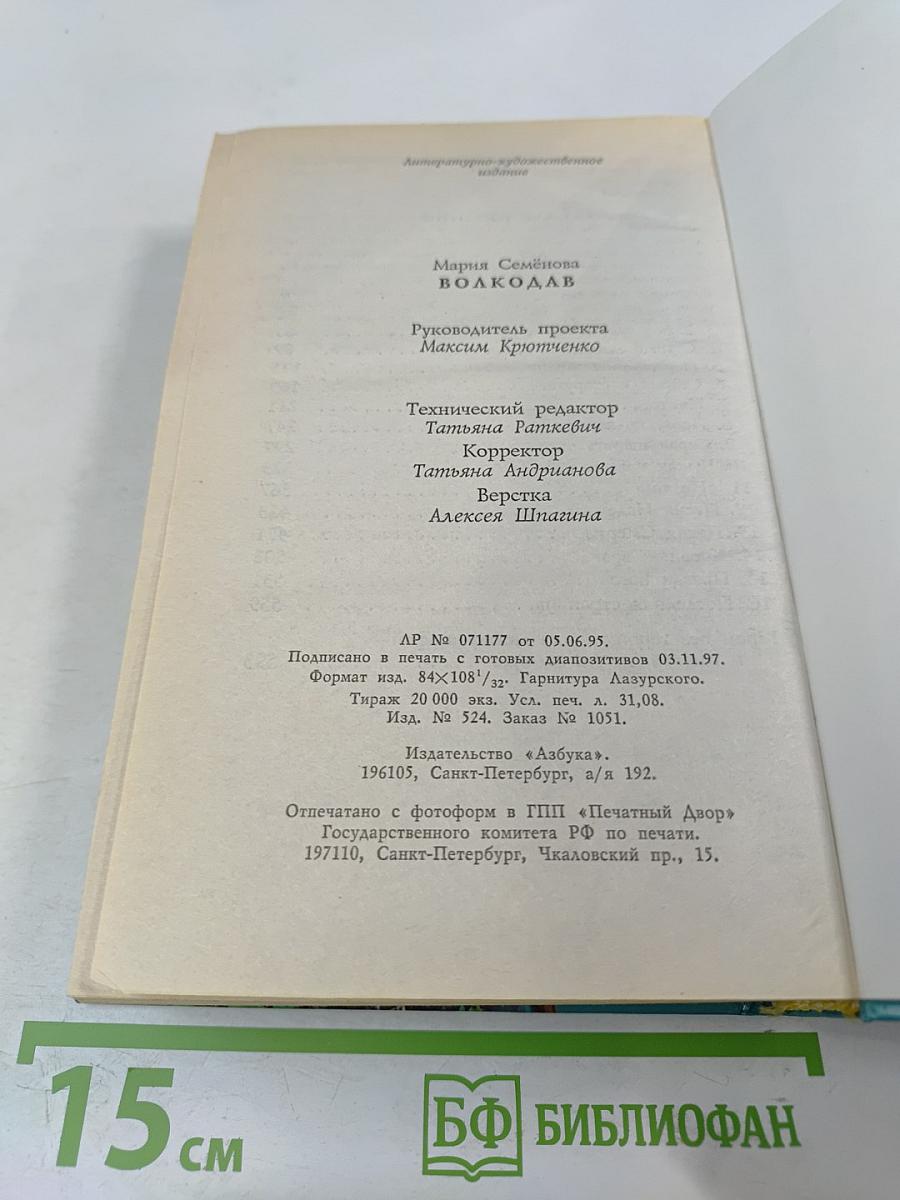 Литературно-художественное
издание
Мария Семёнова
ВОЛКОДАВ
Руководитель проекта
Максим Крютченко
Технический редактор
Татьяна Раткевич
Корректор
Татьяна Андрианова
Верстка
Алексея Шпагина
ЛР № 071177 от 05.06.95.
Подписано в печать с готовых диапозитивов 03.11.97.
Формат изд. 84×108¹/₃₂. Гарнитура Лазурского.
Тираж 20 000 экз. Усл. печ. л. 31,08.
Изд. № 524. Заказ № 1051.
Издательство «Азбука».
196105, Санкт-Петербург, а/я 192.
Отпечатано с фотоформ в ГПП «Печатный Двор»
Государственного комитета РФ по печати.
197110, Санкт-Петербург, Чкаловский пр., 15.
15 см
БФ БИБЛИОФАН